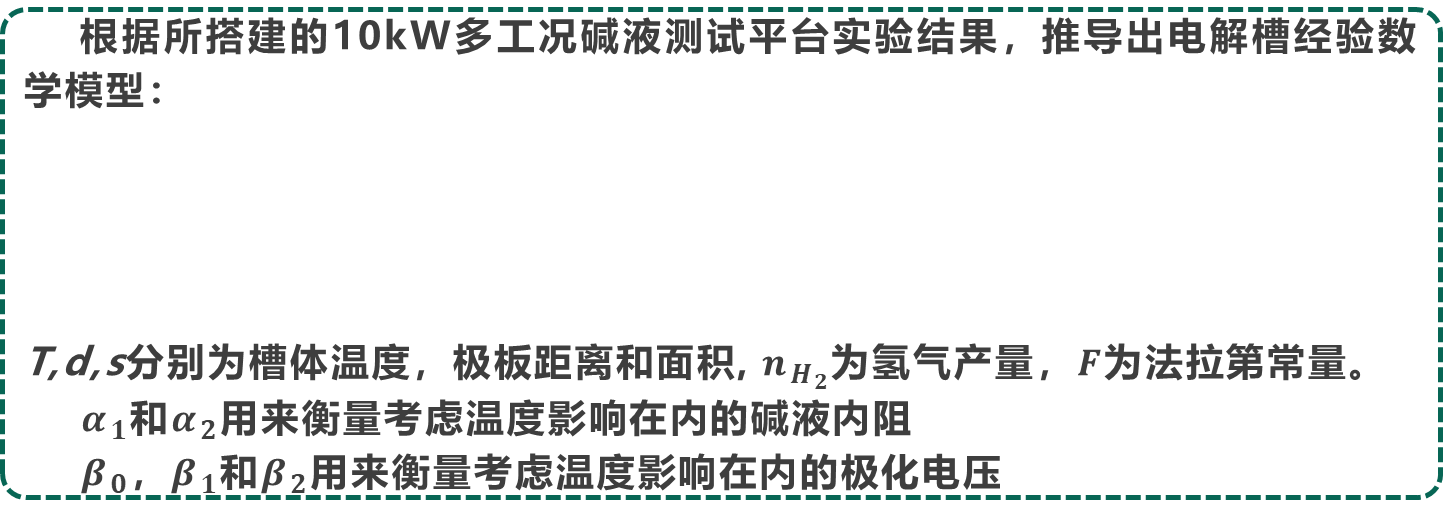 根据所搭建的10kW多工况碱液测试平台实验结果，推导出电解槽经验数
学模型：
T,d,s分别为槽体温度，极板距离和面积, n_{H_2}为氢气产量，F为法拉第常量。
α_1和α_2用来衡量考虑温度影响在内的碱液内阻
β_0，β_1和β_2用来衡量考虑温度影响在内的极化电压